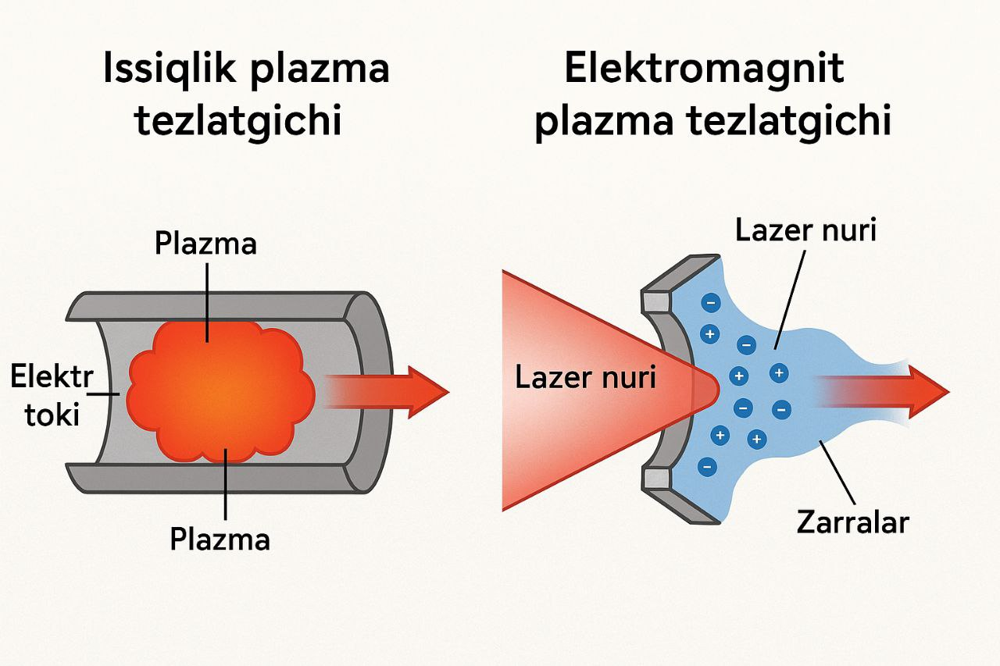 Issiqlik plazma
tezlatgichi
Plazma
Elektr
toki
Plazma
Elektromagnit
plazma tezlatgichi
Lazer nuri
Lazer nuri
− + − + + − − + + −
Zarralar